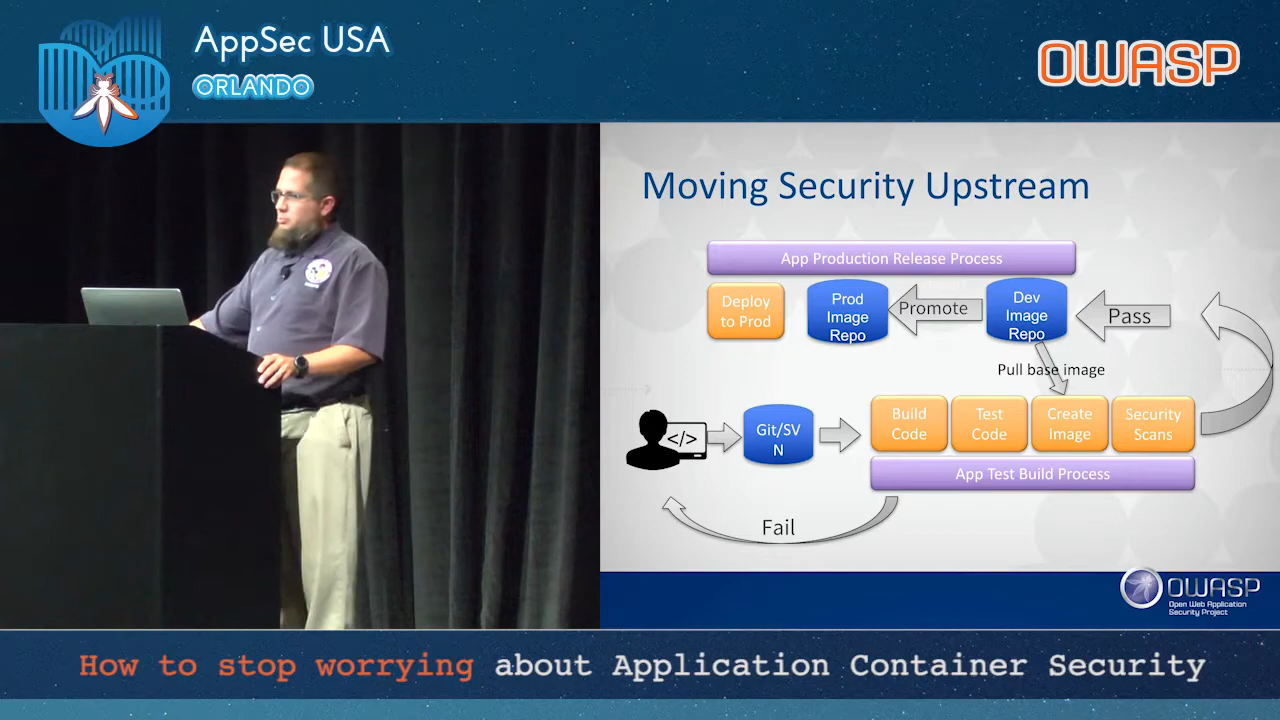 AppSec USA
ORLANDO
OWASP
Moving Security Upstream
App Production Release Process
Deploy
to Prod
Prod
Image
Repo
Promote
Dev
Image
Repo
Pass
Pull base image
</>
Git/SV
N
Build
Code
Test
Code
Create
Image
Security
Scans
App Test Build Process
Fail
OWASP
Open Web Application
Security Project
How to stop worrying about Application Container Security